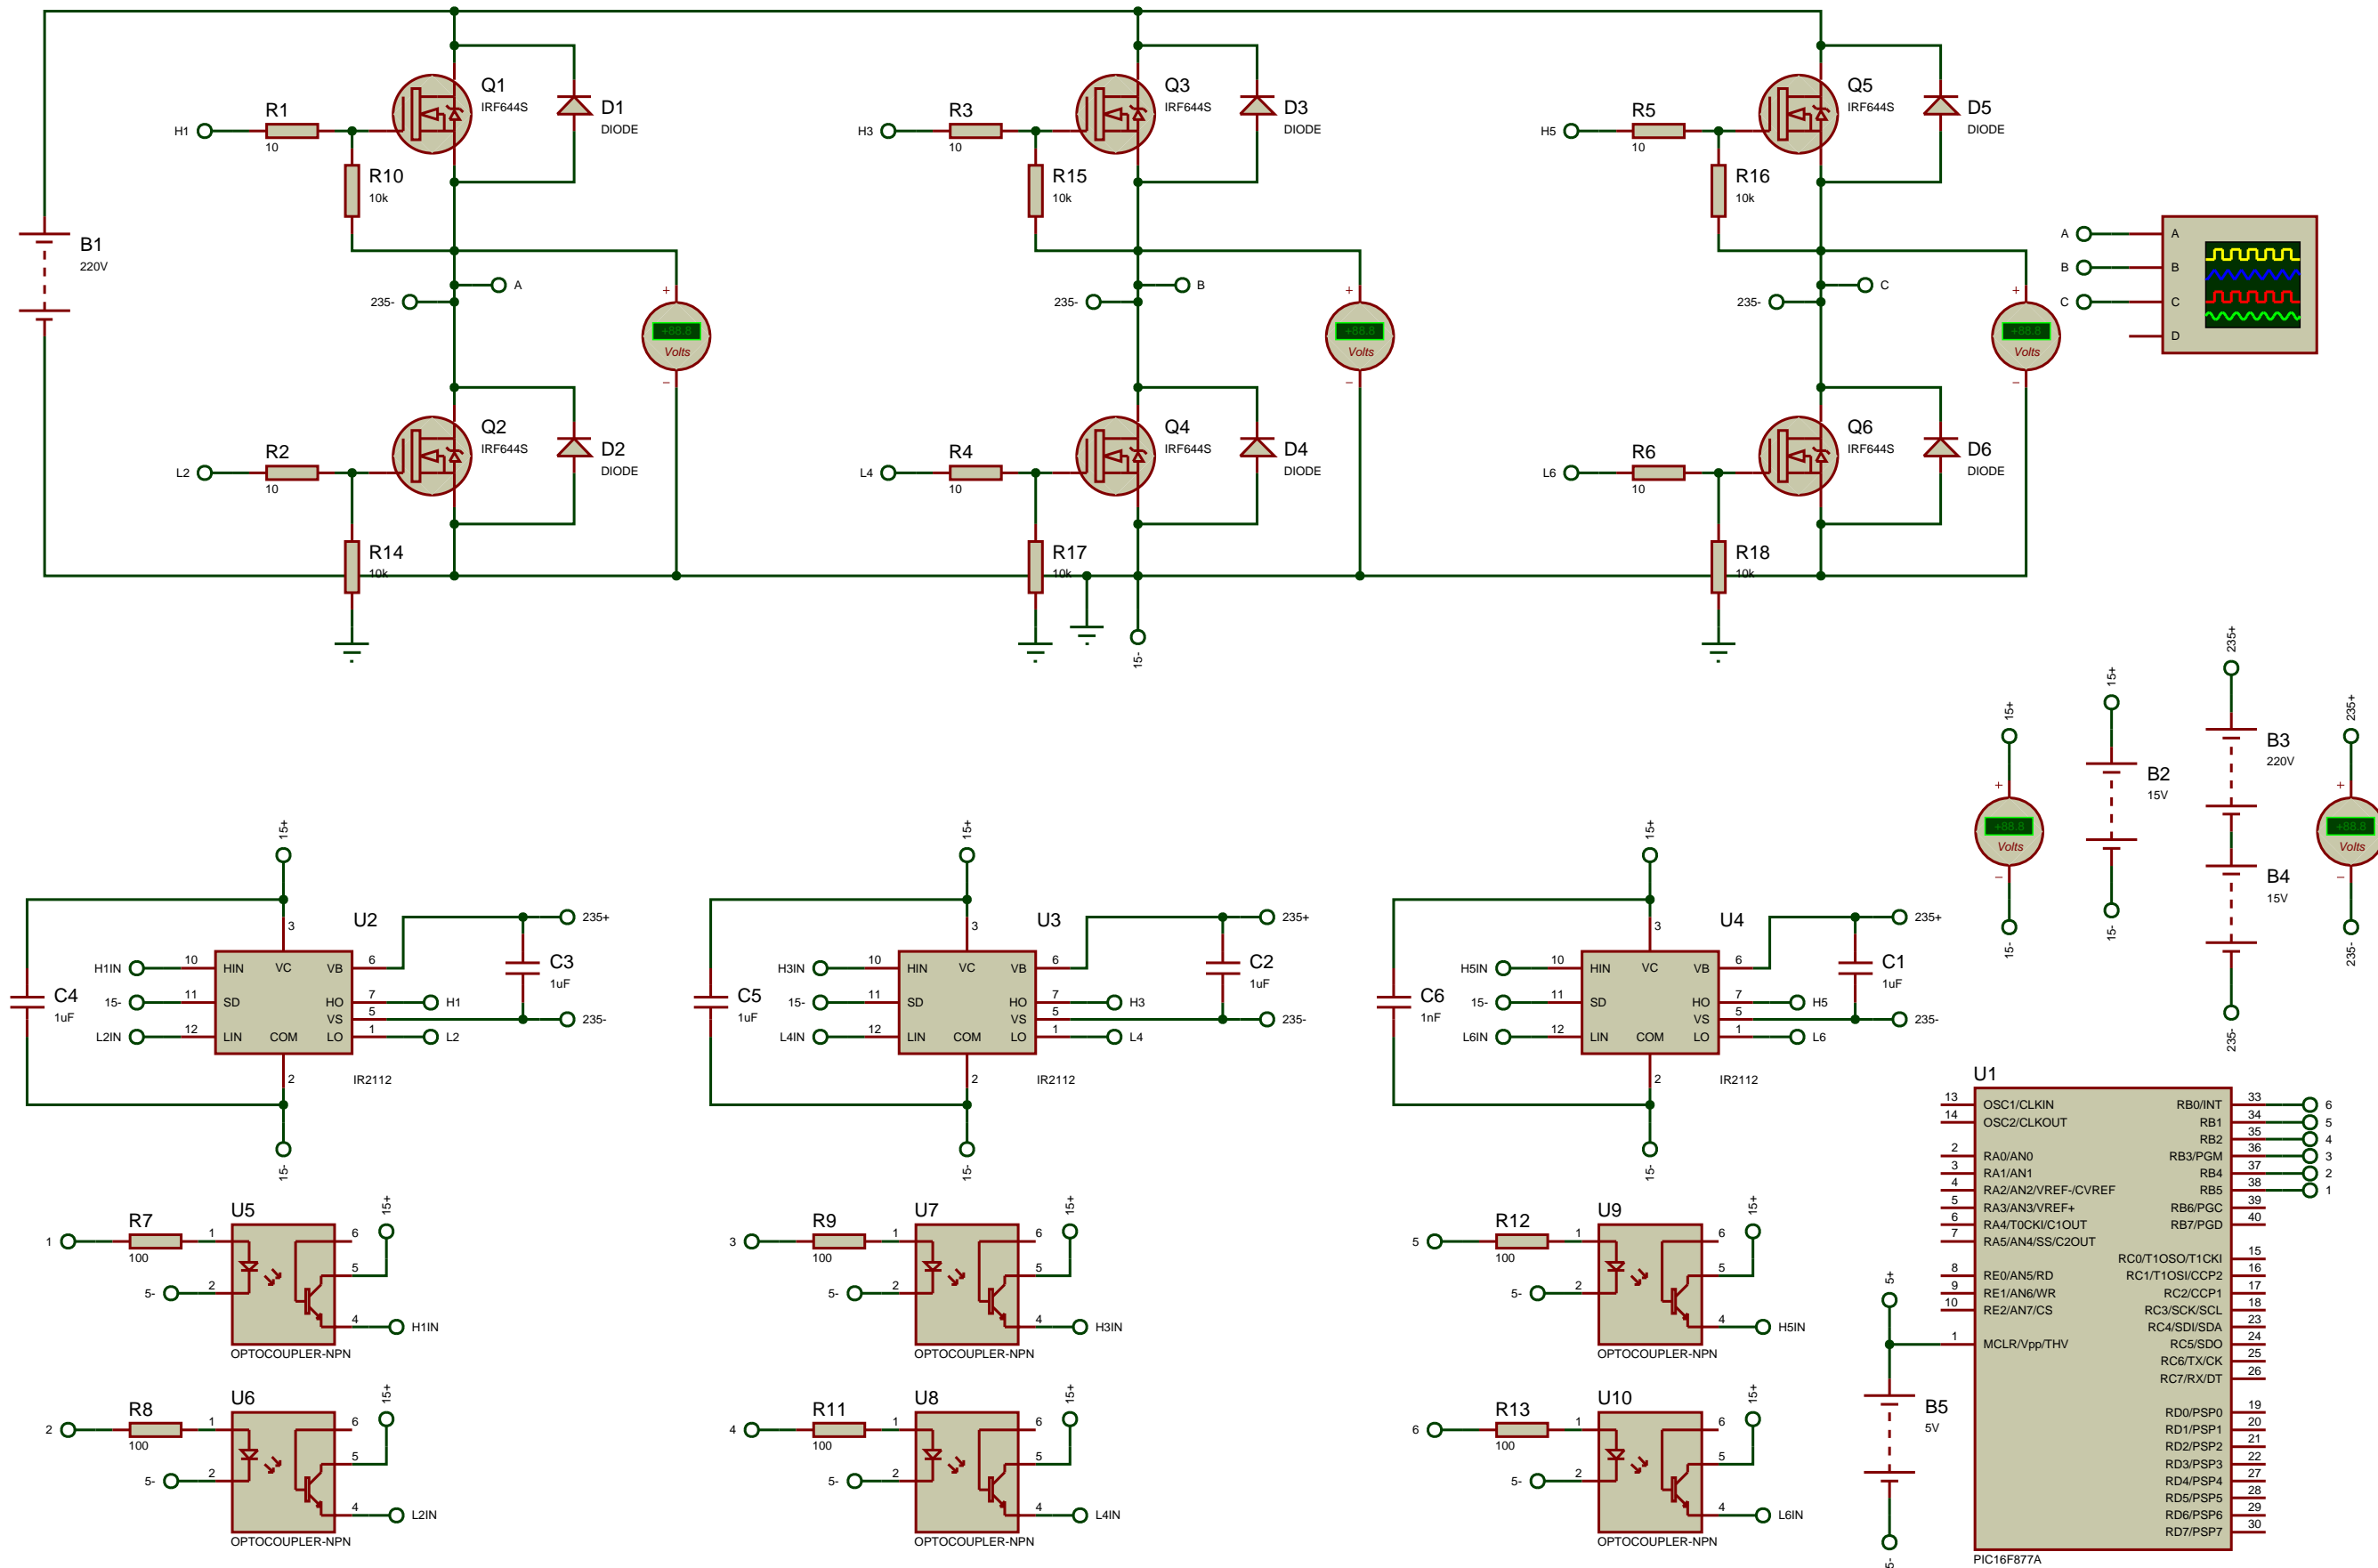 Q1
IRF644S
D1
DIODE
R1
10
H1
R10
10k
Q3
IRF644S
D3
DIODE
R3
10
H3
R15
10k
Q5
IRF644S
D5
DIODE
R5
10
H5
R16
10k
B1
220V
A
235-
+
+88.8
Volts
−
B
235-
+
+88.8
Volts
−
C
235-
+
+88.8
Volts
−
A
B
C
A
B
C
D
Q2
IRF644S
D2
DIODE
R2
10
L2
R14
10k
Q4
IRF644S
D4
DIODE
R4
10
L4
R17
10k
15-
Q6
IRF644S
D6
DIODE
R6
10
L6
R18
10k
15+
+
+88.8
Volts
−
15-
15+
B2
15V
15-
235+
B3
220V
B4
15V
235-
235+
+
+88.8
Volts
−
235-
15+
3
U2
C4
1uF
H1IN
10
HIN
VC
VB
6
235+
C3
1uF
15-
11
SD
HO
7
H1
VS
5
235-
L2IN
12
LIN
COM
LO
1
L2
2
IR2112
15-
15+
3
U3
C5
1uF
H3IN
10
HIN
VC
VB
6
235+
C2
1uF
15-
11
SD
HO
7
H3
VS
5
235-
L4IN
12
LIN
COM
LO
1
L4
2
IR2112
15-
15+
3
U4
C6
1nF
H5IN
10
HIN
VC
VB
6
235+
C1
1uF
15-
11
SD
HO
7
H5
VS
5
235-
L6IN
12
LIN
COM
LO
1
L6
2
IR2112
15-
1
R7
100
1
U5
6
15+
5-
2
5
4
H1IN
OPTOCOUPLER-NPN
3
R9
100
1
U7
6
15+
5-
2
5
4
H3IN
OPTOCOUPLER-NPN
5
R12
100
1
U9
6
15+
5-
2
5
4
H5IN
OPTOCOUPLER-NPN
2
R8
100
1
U6
6
15+
5-
2
5
4
L2IN
OPTOCOUPLER-NPN
4
R11
100
1
U8
6
15+
5-
2
5
4
L4IN
OPTOCOUPLER-NPN
6
R13
100
1
U10
6
15+
5-
2
5
4
L6IN
OPTOCOUPLER-NPN
5+
B5
5V
5-
U1
13 OSC1/CLKIN
14 OSC2/CLKOUT
2 RA0/AN0
3 RA1/AN1
4 RA2/AN2/VREF-/CVREF
5 RA3/AN3/VREF+
6 RA4/T0CKI/C1OUT
7 RA5/AN4/SS/C2OUT
8 RE0/AN5/RD
9 RE1/AN6/WR
10 RE2/AN7/CS
1 MCLR/Vpp/THV
RB0/INT 33 6
RB1 34 5
RB2 35 4
RB3/PGM 36 3
RB4 37 2
RB5 38 1
RB6/PGC 39
RB7/PGD 40
RC0/T1OSO/T1CKI 15
RC1/T1OSI/CCP2 16
RC2/CCP1 17
RC3/SCK/SCL 18
RC4/SDI/SDA 23
RC5/SDO 24
RC6/TX/CK 25
RC7/RX/DT 26
RD0/PSP0 19
RD1/PSP1 20
RD2/PSP2 21
RD3/PSP3 22
RD4/PSP4 27
RD5/PSP5 28
RD6/PSP6 29
RD7/PSP7 30
PIC16F877A